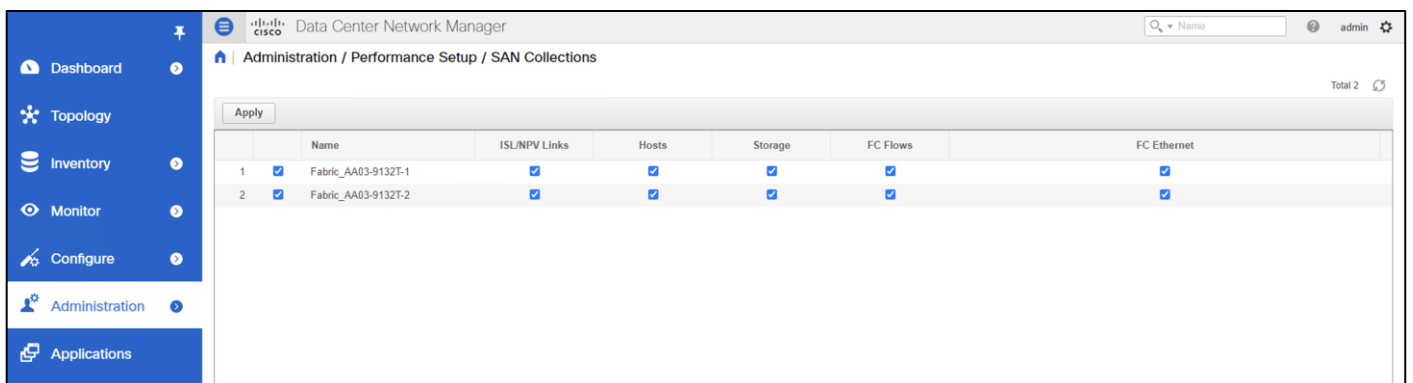 CISCO Data Center Network Manager
Name
admin
Administration / Performance Setup / SAN Collections
Total 2
Apply
Name ISL/NPV Links Hosts Storage FC Flows FC Ethernet
1 Fabric_AA03-9132T-1
2 Fabric_AA03-9132T-2
Dashboard
Topology
Inventory
Monitor
Configure
Administration
Applications